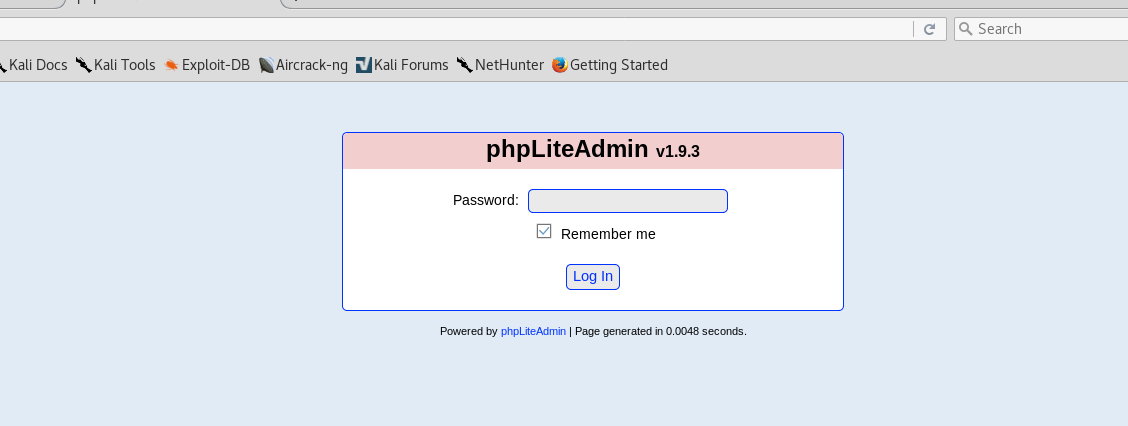 Search
Kali Docs Kali Tools Exploit-DB Aircrack-ng Kali Forums NetHunter Getting Started
phpLiteAdmin v1.9.3
Password:
Remember me
Log In
Powered by phpLiteAdmin | Page generated in 0.0048 seconds.